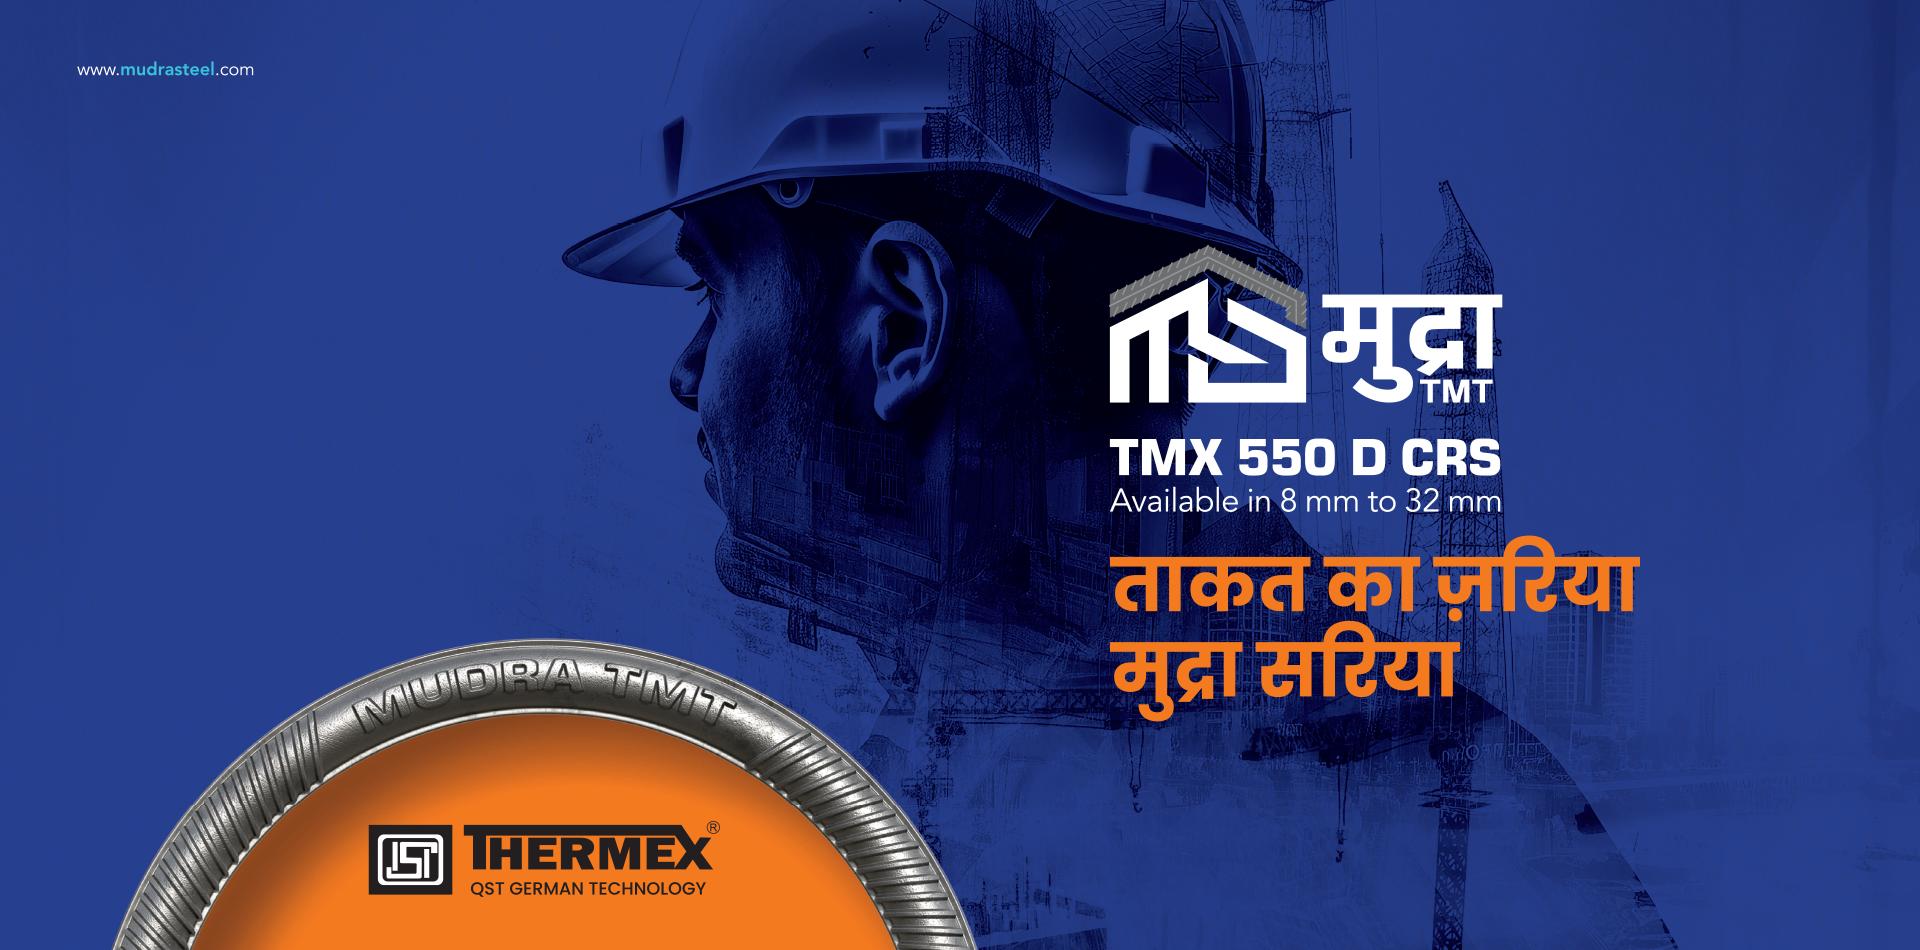 www.mudrasteel.com
मुद्रा
TMT
TMX 550 D CRS
Available in 8 mm to 32 mm
ताकत का ज़रिया
मुद्रा सरिया
MUDRA TMT
ISI THERMEX®
QST GERMAN TECHNOLOGY